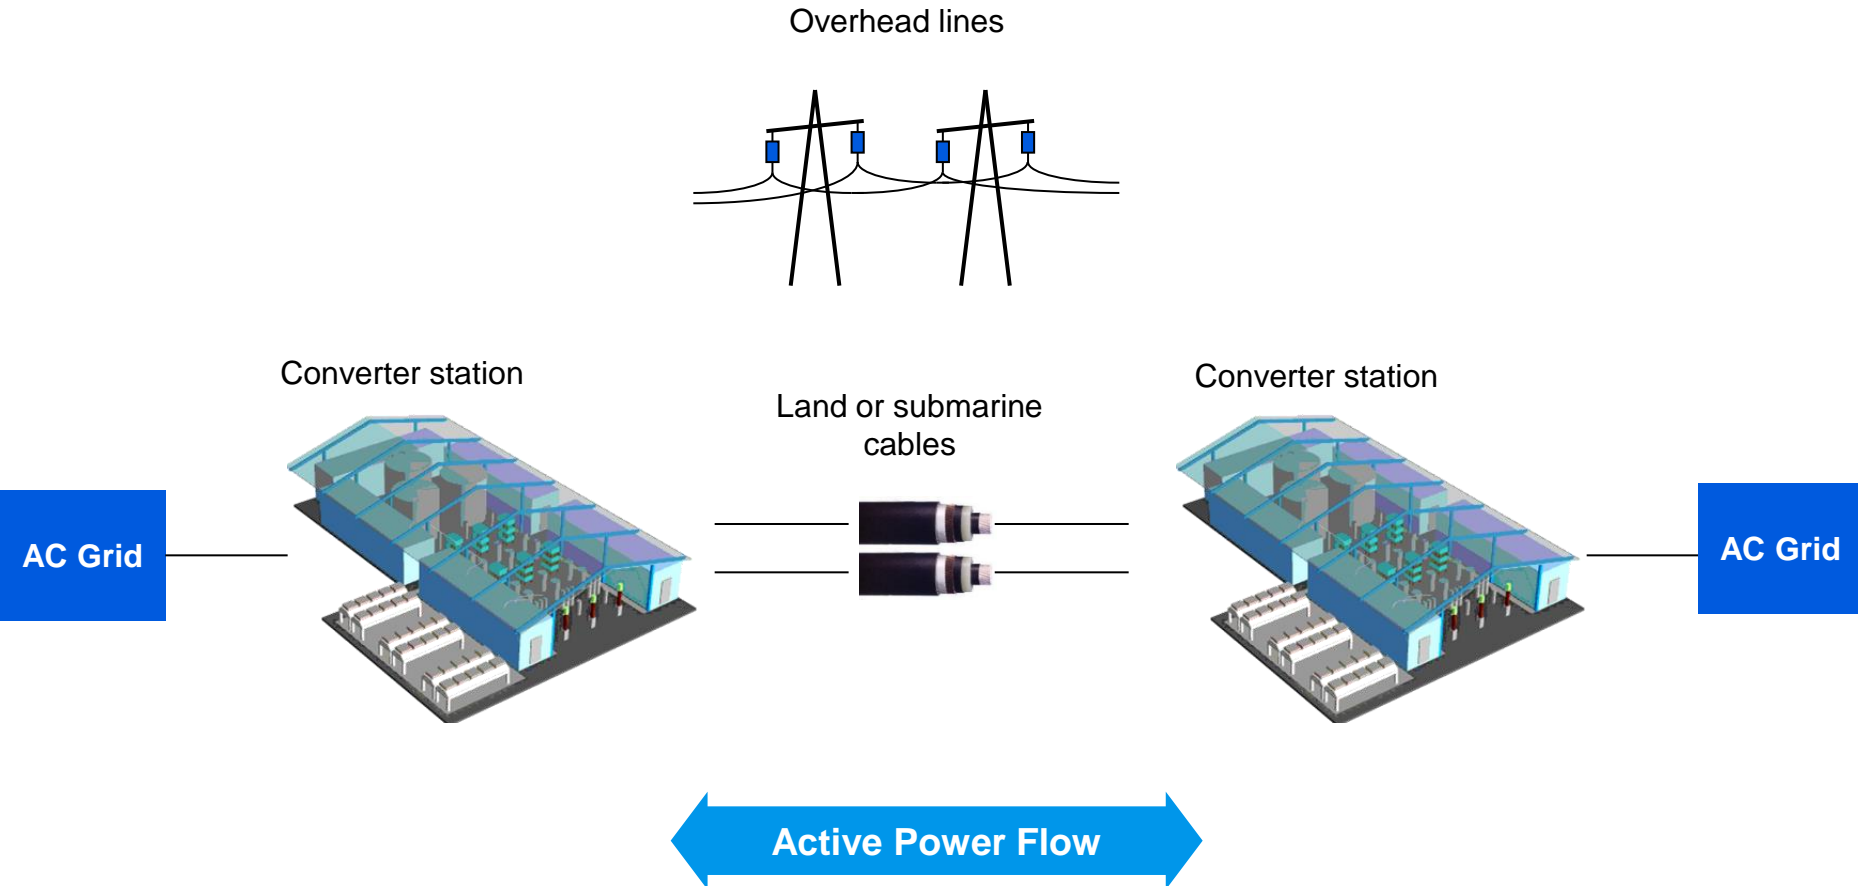 Overhead lines
Converter station
Converter station
Land or submarine
cables
AC Grid
AC Grid
Active Power Flow